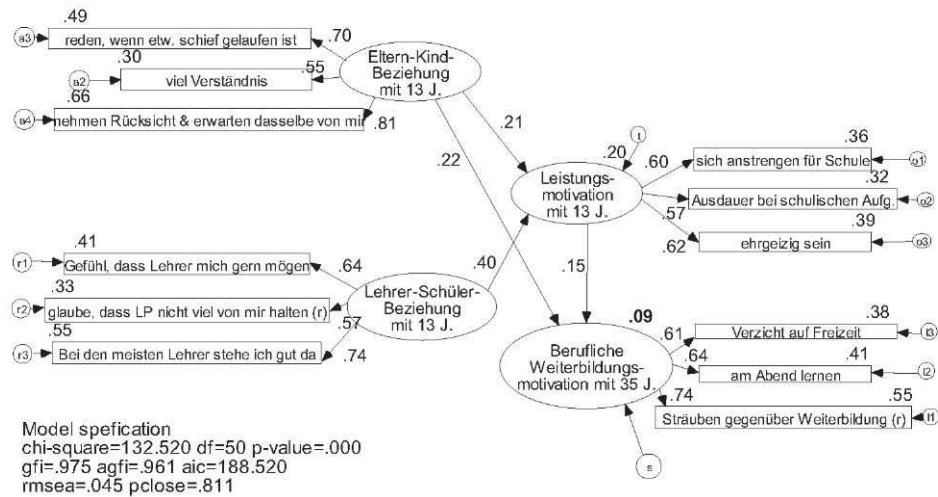 .49
a3
reden, wenn etw. schief gelaufen ist
.70
.30
a2
viel Verständnis
.55
.66
a4
nehmen Rücksicht & erwarten dasselbe von mir
.81
Eltern-Kind-
Beziehung
mit 13 J.
.21
.22
t
.20
Leistungs-
motivation
mit 13 J.
.60
.36
sich anstrengen für Schule
o1
.32
Ausdauer bei schulischen Aufg.
o2
.57
.39
ehrgeizig sein
o3
.62
.41
r1
Gefühl, dass Lehrer mich gern mögen
.64
.33
r2
glaube, dass LP nicht viel von mir halten (r)
.57
.55
r3
Bei den meisten Lehrer stehe ich gut da
.74
Lehrer-Schüler-
Beziehung
mit 13 J.
.40
.15
.09
Berufliche
Weiterbildungs-
motivation mit 35 J.
.61
.38
Verzicht auf Freizeit
l3
.64
.41
am Abend lernen
l2
.74
.55
Sträuben gegenüber Weiterbildung (r)
l1
s
Model spefication
chi-square=132.520 df=50 p-value=.000
gfi=.975 agfi=.961 aic=188.520
rmsea=.045 pclose=.811